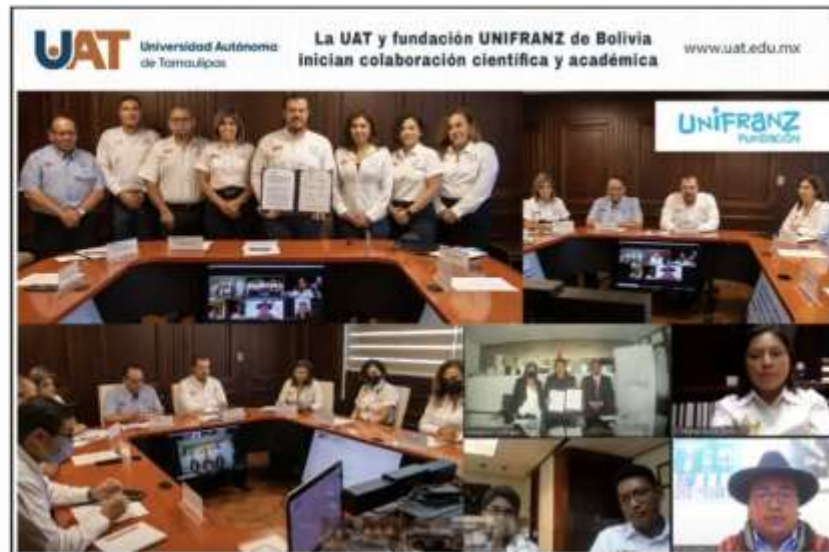 UAT
Universidad Autónoma
de Tamaulipas
La UAT y fundación UNIFRANZ de Bolivia
inician colaboración científica y académica
www.uat.edu.mx
UNIFRANZ
FUNDACIÓN